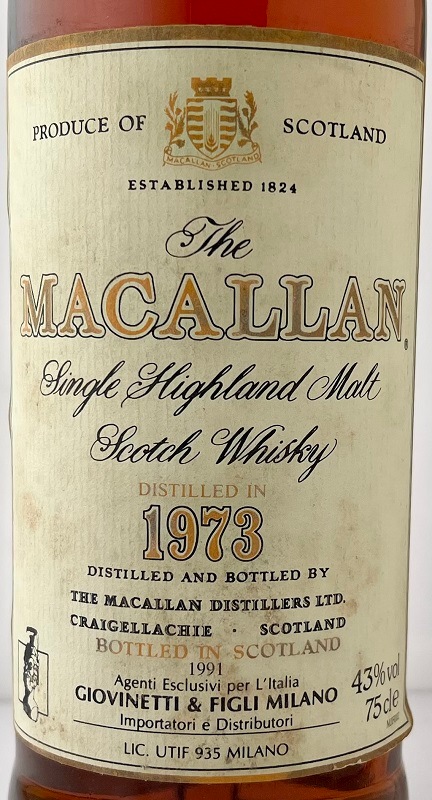 PRODUCE OF SCOTLAND
MACALLAN-SCOTLAND
ESTABLISHED 1824
The
MACALLAN®
Single Highland Malt
Scotch Whisky
DISTILLED IN
1973
DISTILLED AND BOTTLED BY
THE MACALLAN DISTILLERS LTD.
CRAIGELLACHIE · SCOTLAND
BOTTLED IN SCOTLAND
1991
43% vol
75 cl e
Agenti Esclusivi per L'Italia
GIOVINETTI & FIGLI MILANO
Importatori e Distributori
LIC. UTIF 935 MILANO